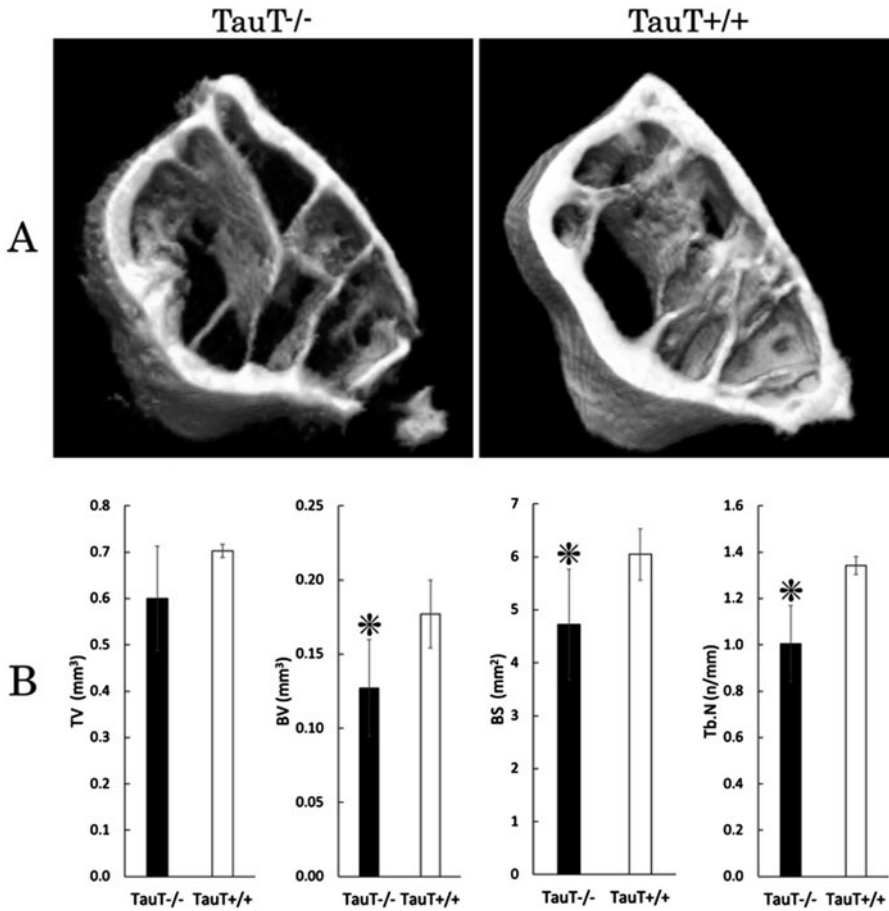 TauT-/- TauT+/+
A
B
TV (mm³)
0.8
0.7
0.6
0.5
0.4
0.3
0.2
0.1
0.0
TauT-/- TauT+/+
BV (mm³)
0.25
0.20
0.15
0.10
0.05
0.00
TauT-/- TauT+/+
BS (mm²)
7
6
5
4
3
2
1
0
TauT-/- TauT+/+
Tb.N (n/mm)
1.6
1.4
1.2
1.0
0.8
0.6
0.4
0.2
0.0
TauT-/- TauT+/+